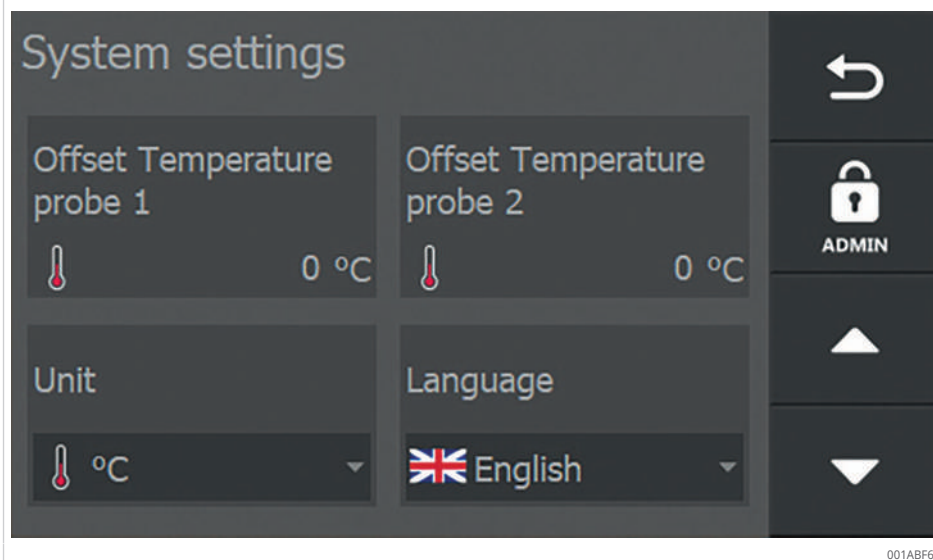 System settings
Offset Temperature
probe 1
0 °C
Offset Temperature
probe 2
0 °C
ADMIN
Unit
°C
Language
English
001ABF6